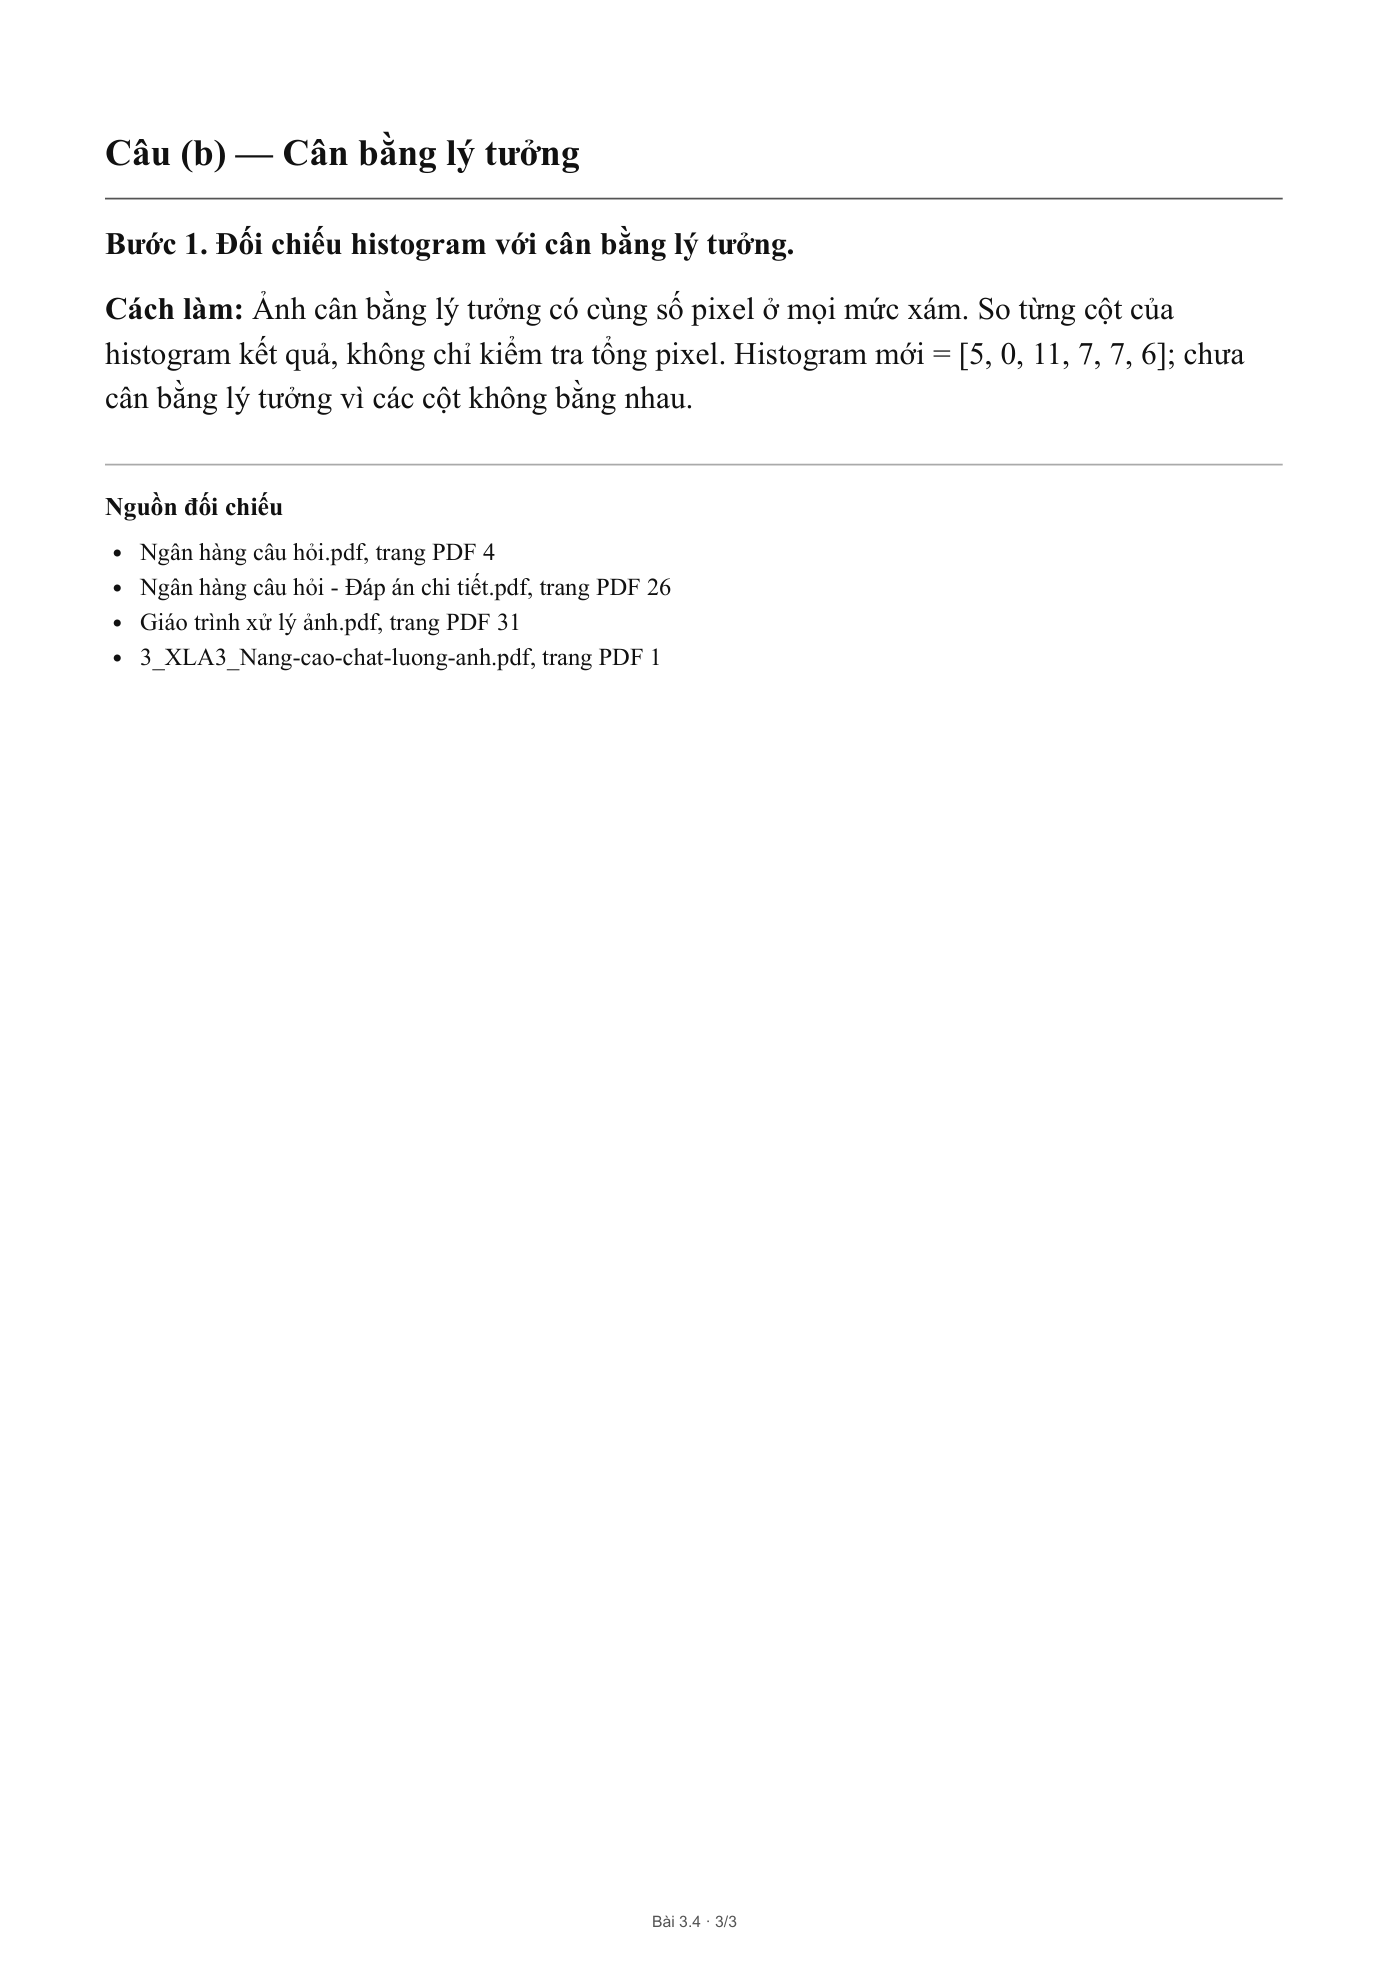 Câu (b) — Cân bằng lý tưởng
Bước 1. Đối chiếu histogram với cân bằng lý tưởng.
Cách làm: Ảnh cân bằng lý tưởng có cùng số pixel ở mọi mức xám. So từng cột của
histogram kết quả, không chỉ kiểm tra tổng pixel. Histogram mới = [5, 0, 11, 7, 7, 6]; chưa
cân bằng lý tưởng vì các cột không bằng nhau.
Nguồn đối chiếu
• Ngân hàng câu hỏi.pdf, trang PDF 4
• Ngân hàng câu hỏi - Đáp án chi tiết.pdf, trang PDF 26
• Giáo trình xử lý ảnh.pdf, trang PDF 31
• 3_XLA3_Nang-cao-chat-luong-anh.pdf, trang PDF 1
Bài 3.4 · 3/3